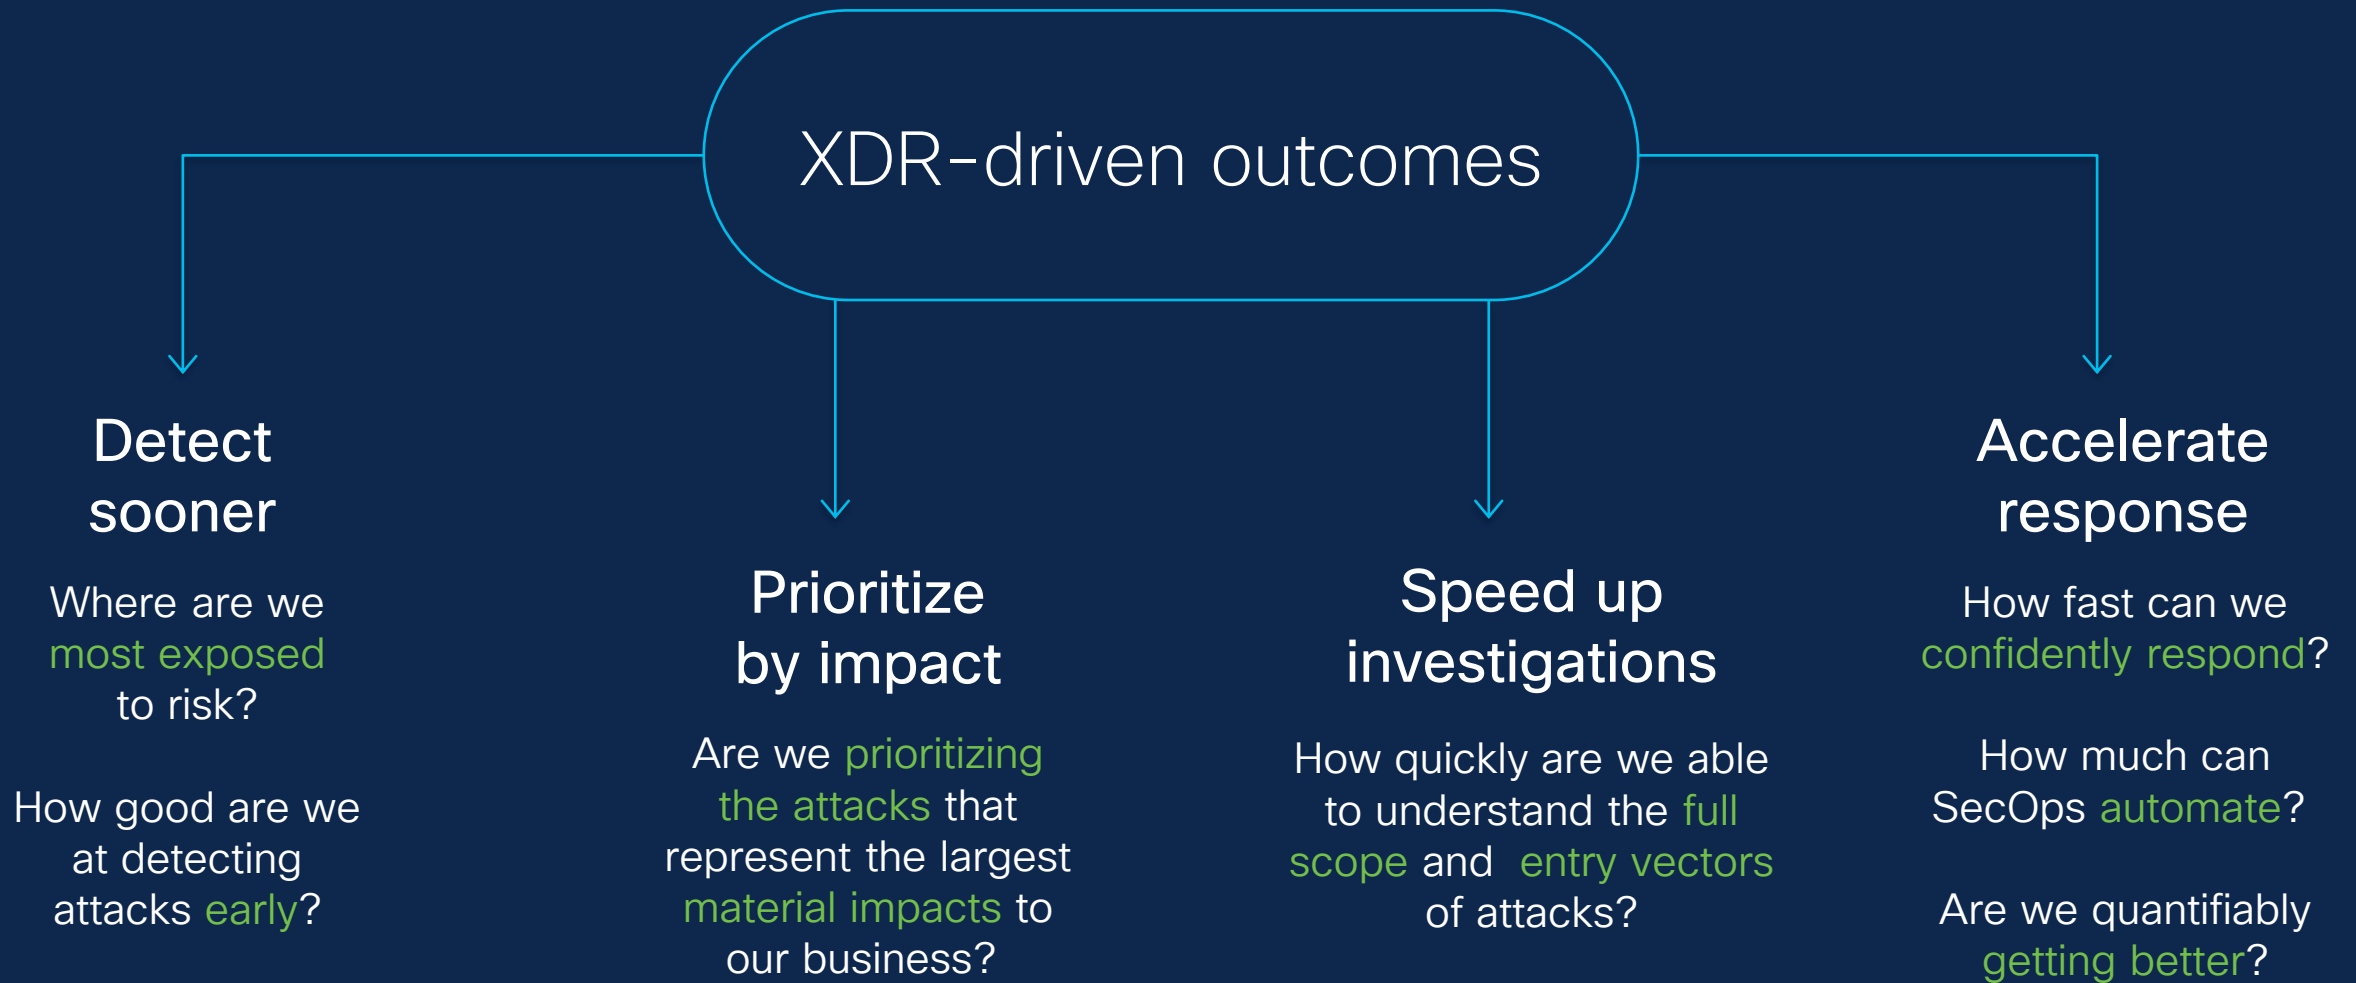 XDR-driven outcomes
Detect
sooner
Where are we
most exposed
to risk?
How good are we
at detecting
attacks early?
Prioritize
by impact
Are we prioritizing
the attacks that
represent the largest
material impacts to
our business?
Speed up
investigations
How quickly are we able
to understand the full
scope and entry vectors
of attacks?
Accelerate
response
How fast can we
confidently respond?
How much can
SecOps automate?
Are we quantifiably
getting better?